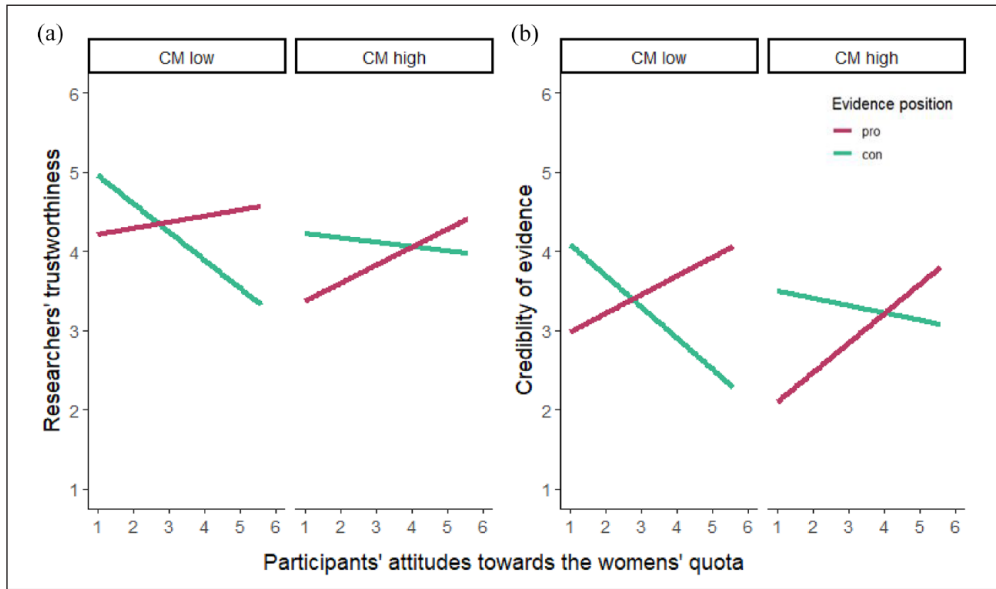 (a)
(b)
CM low
CM high
CM low
CM high
Evidence position
pro
con
Researchers' trustworthiness
6
5
4
3
2
1
Crediblity of evidence
6
5
4
3
2
1
1 2 3 4 5 6
1 2 3 4 5 6
1 2 3 4 5 6
1 2 3 4 5 6
Participants' attitudes towards the womens' quota